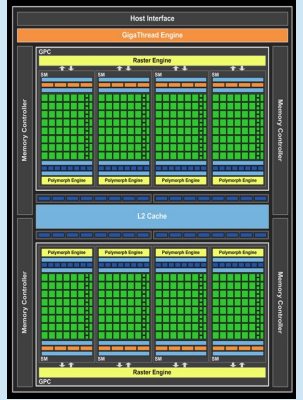 Host Interface
GigaThread Engine
GPC
Raster Engine
SM SM SM SM
Memory Controller
Memory Controller
Polymorph Engine Polymorph Engine Polymorph Engine Polymorph Engine
L2 Cache
Memory Controller
Memory Controller
Polymorph Engine Polymorph Engine Polymorph Engine Polymorph Engine
SM SM SM SM
Raster Engine
GPC